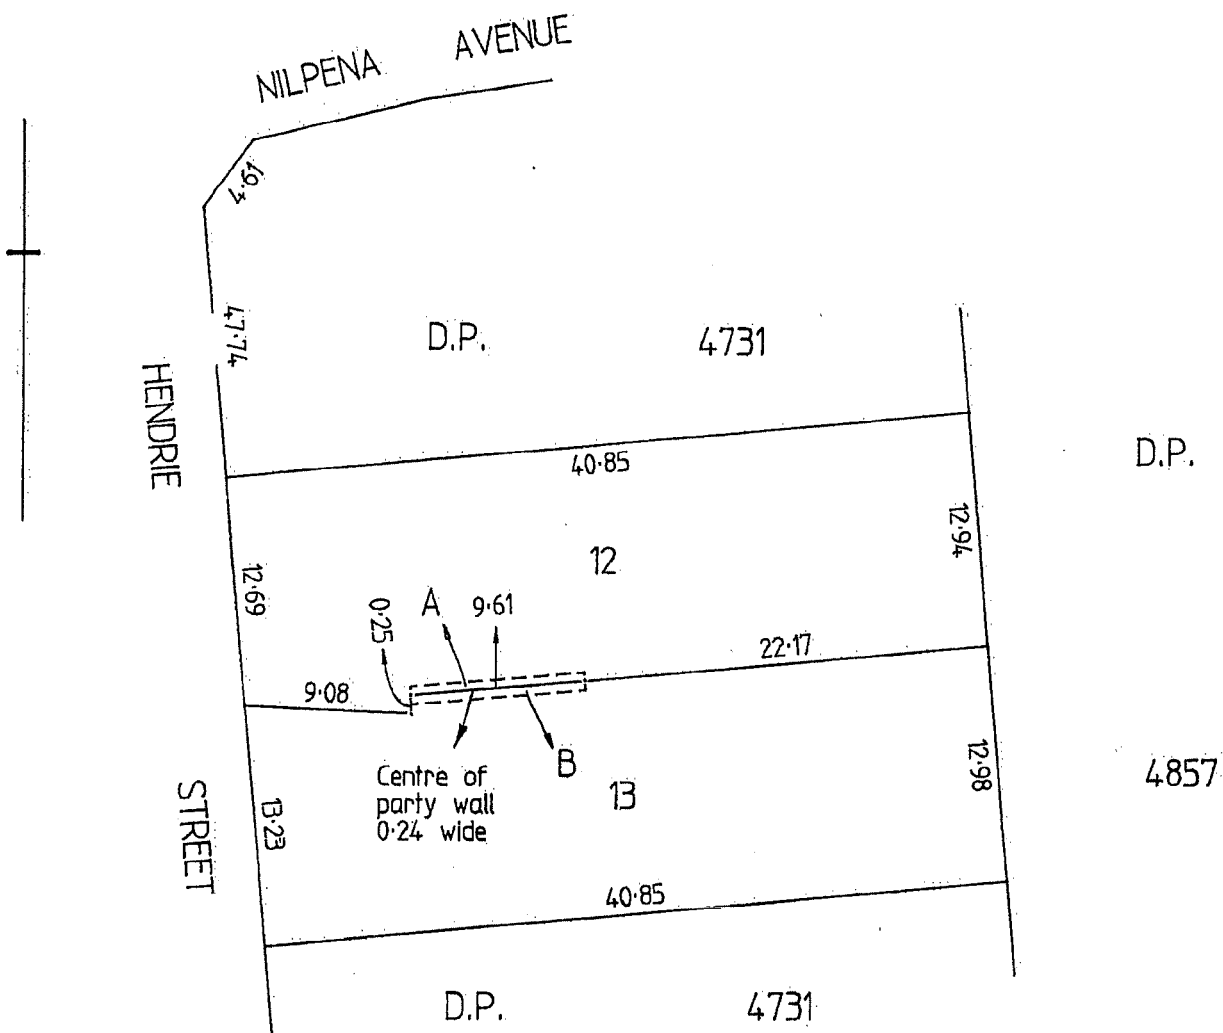 NILPENA AVENUE
4·61
47·74
D.P. 4731
HENDRIE
40·85
D.P.
12·94
12
12·69
0·25
A
9·61
22·17
9·08
B
Centre of
party wall
0·24 wide
13
12·98
4857
STREET
13·23
40·85
D.P. 4731